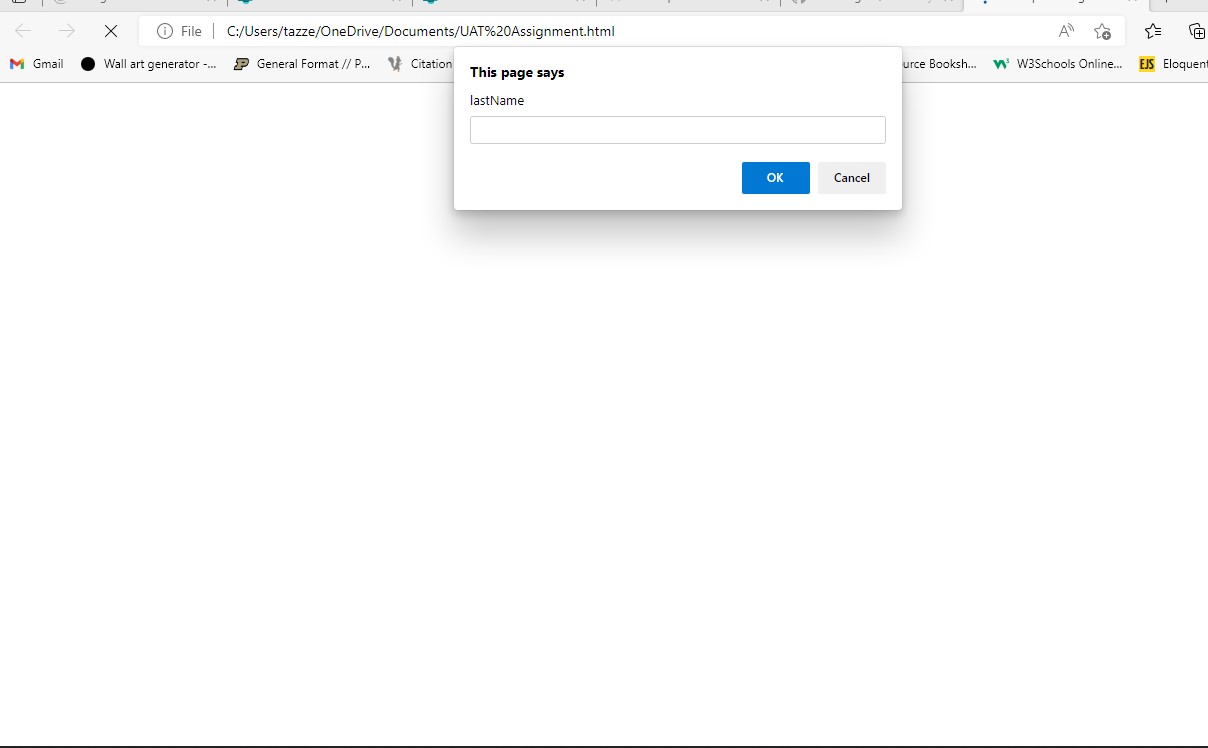 File C:/Users/tazze/OneDrive/Documents/UAT%20Assignment.html
Gmail Wall art generator -... General Format // P... Citation urce Booksh... W3Schools Online... EJS Eloquent
This page says
lastName
OK Cancel